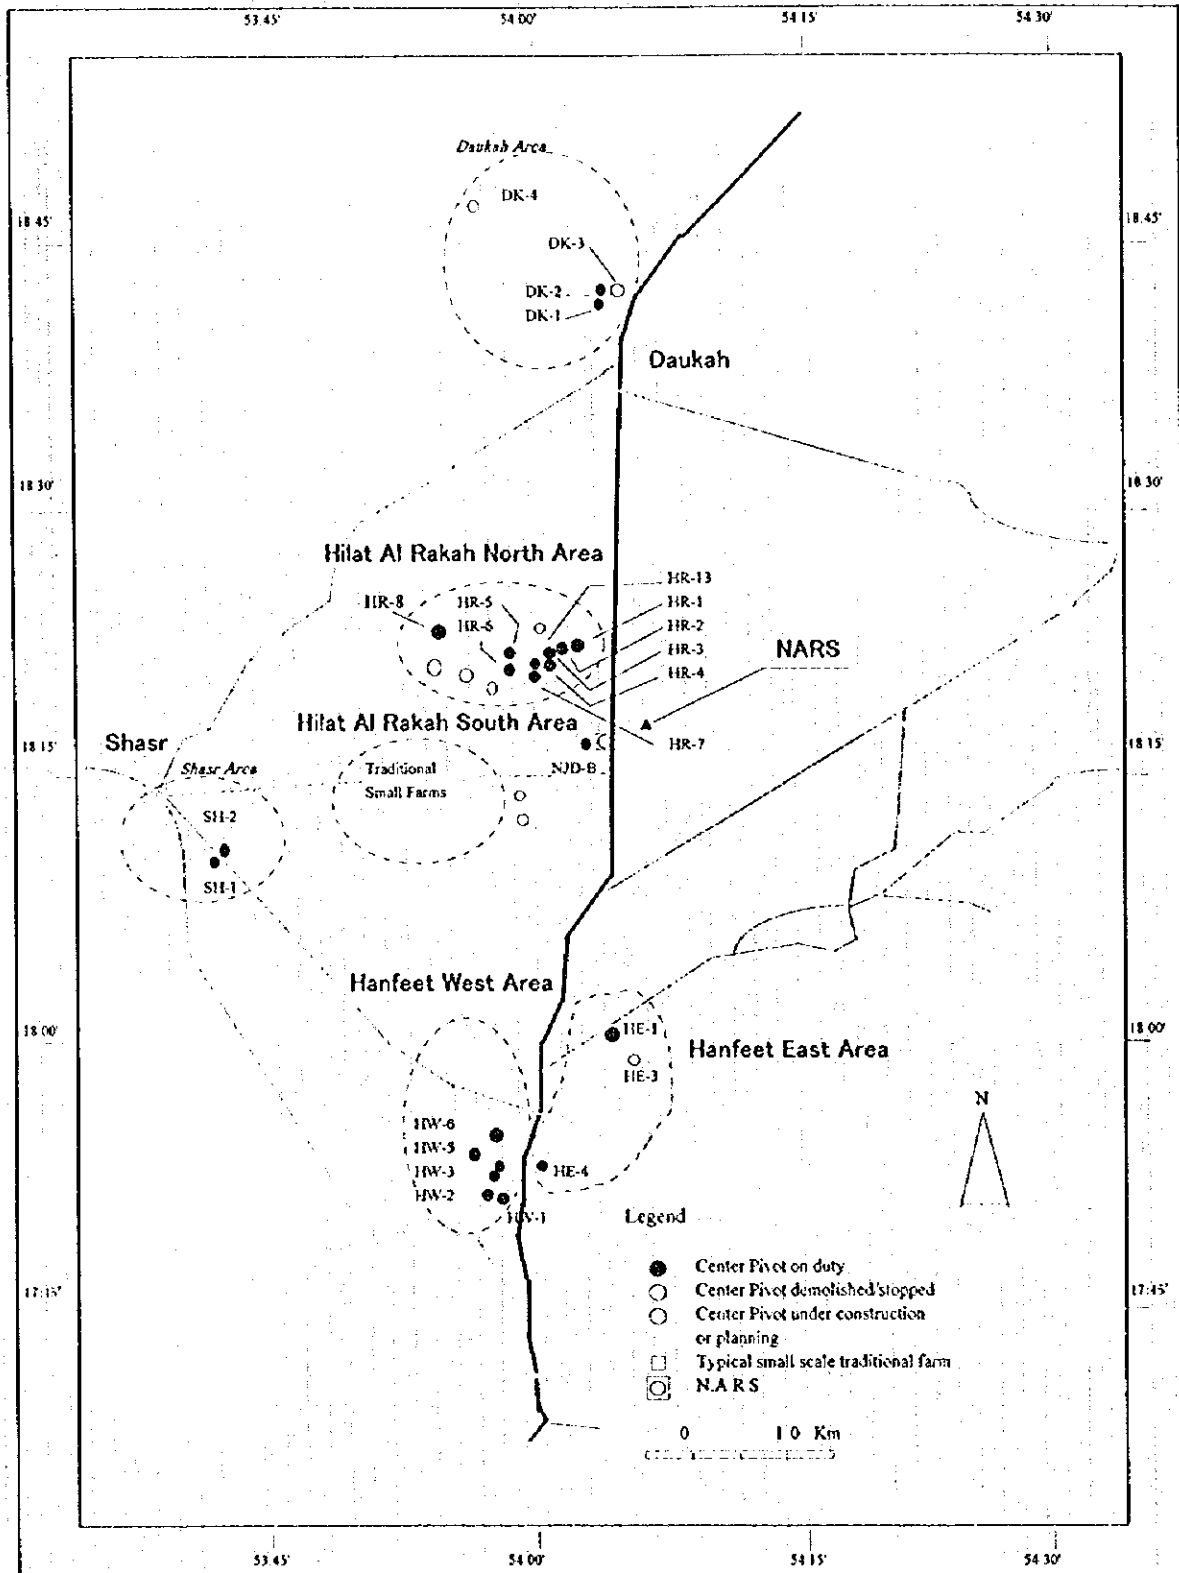 53.45'
54 00'
54 15'
54 30'
Daukah Area
DK-4
18 45'
18.45'
DK-3
DK-2
DK-1
Daukah
18 30'
18 30'
Hilat Al Rakah North Area
HR-13
HR-8
HR-5
HR-1
HR-6
HR-2
HR-3
NARS
HR-4
Hilat Al Rakah South Area
HR-7
Shasr
18 15'
18 15'
Shasr Area
Traditional
Small Farms
NJD-B
SH-2
SH-1
Hanfeet West Area
18 00'
HE-1
18 00'
Hanfeet East Area
HE-3
N
HW-6
HW-5
HW-3
HE-4
HW-2
HW-1
Legend
Center Pivot on duty
17.45'
Center Pivot demolished/stopped
17.45'
Center Pivot under construction
or planning
Typical small scale traditional farm
N.A R S
0 1 0 Km
53.45'
54 00'
54 15'
54 30'